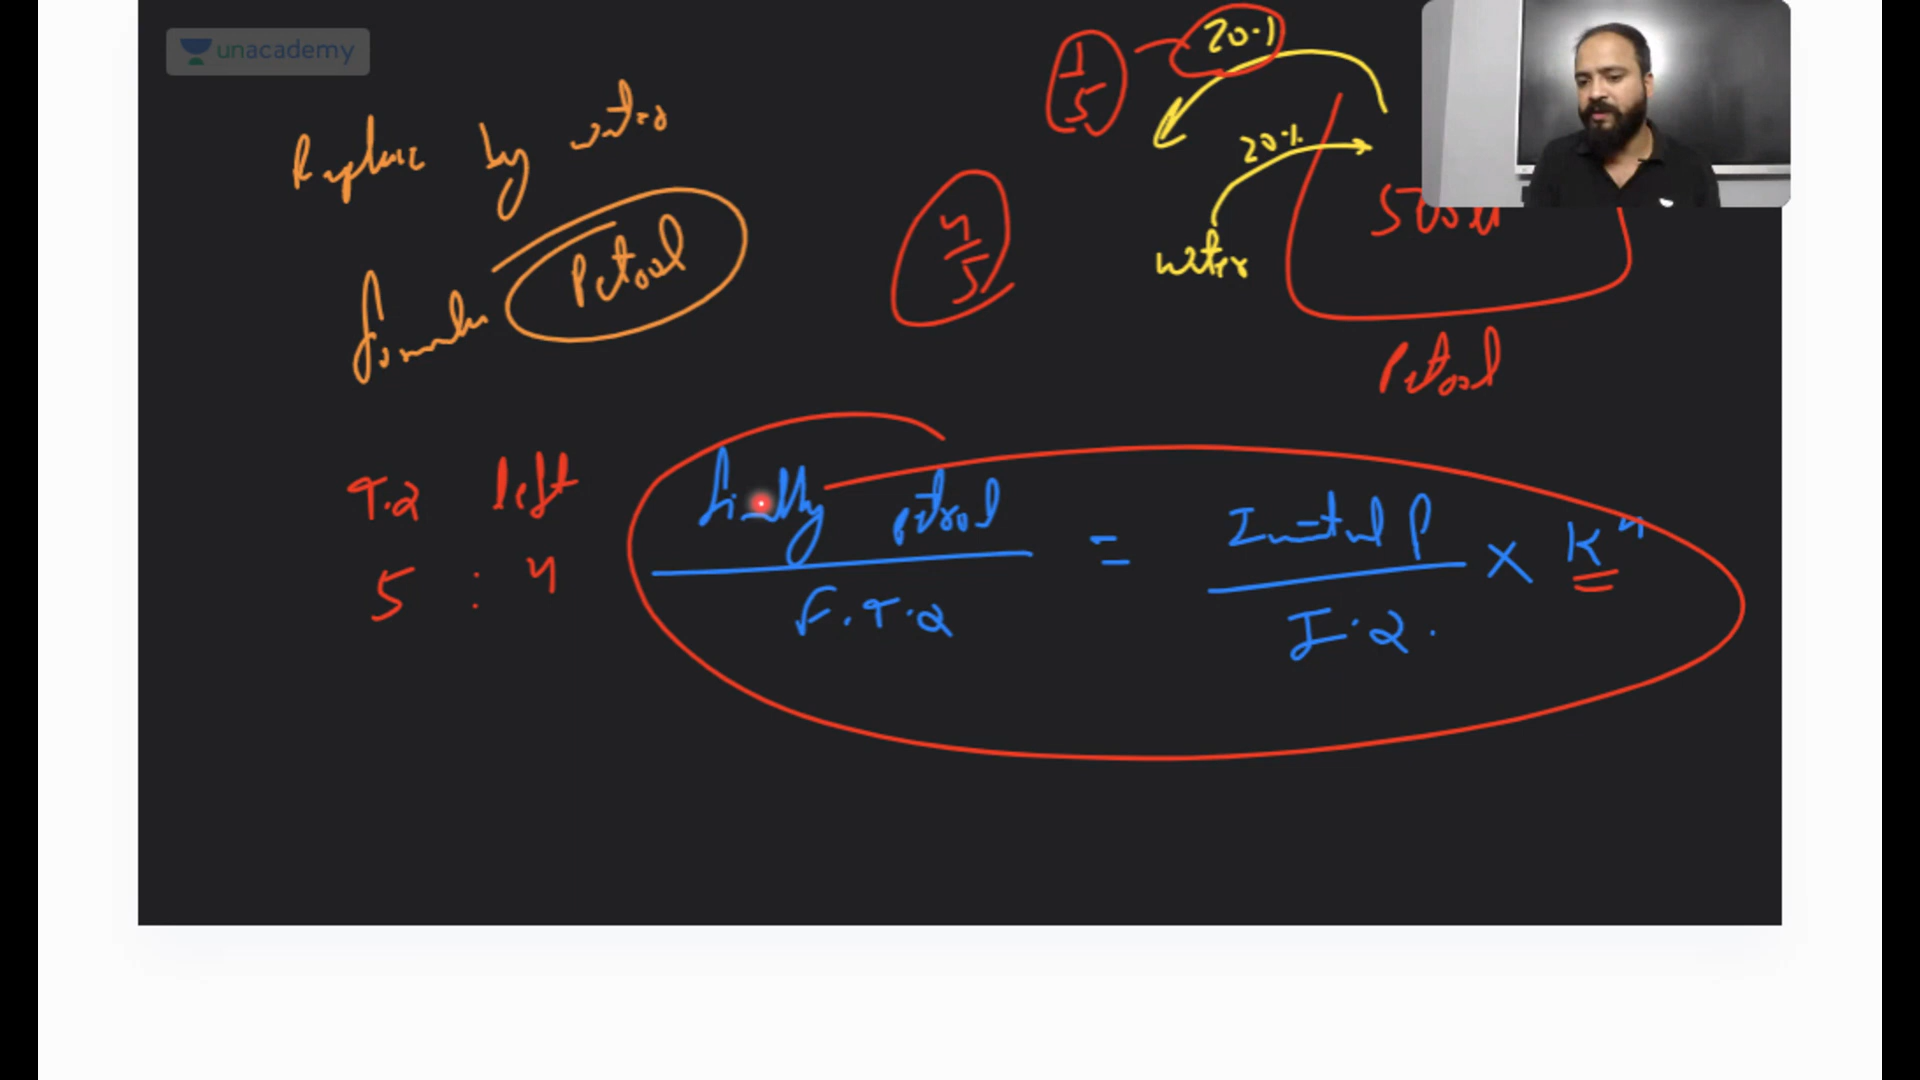 unacademy
Replace by water
formula Petrol
1/5
20%
20%
water
4/5
500 lt
Petrol
T.Q left
5 : 4
finally petrol / F.T.Q = Initial P / I.Q. × K^n